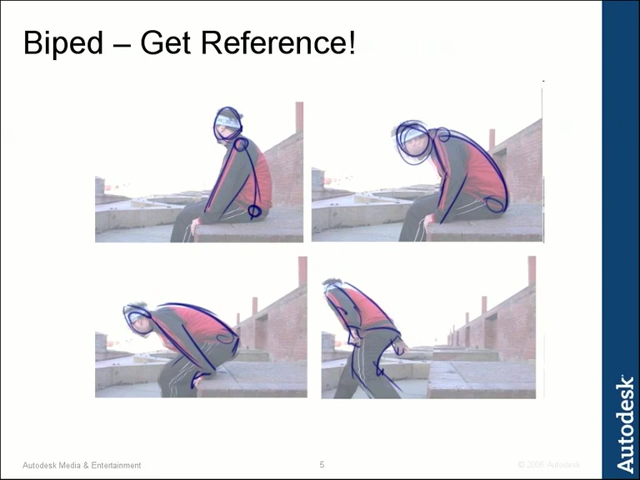 Biped – Get Reference!
Autodesk
Autodesk Media & Entertainment
5
© 2005 Autodesk